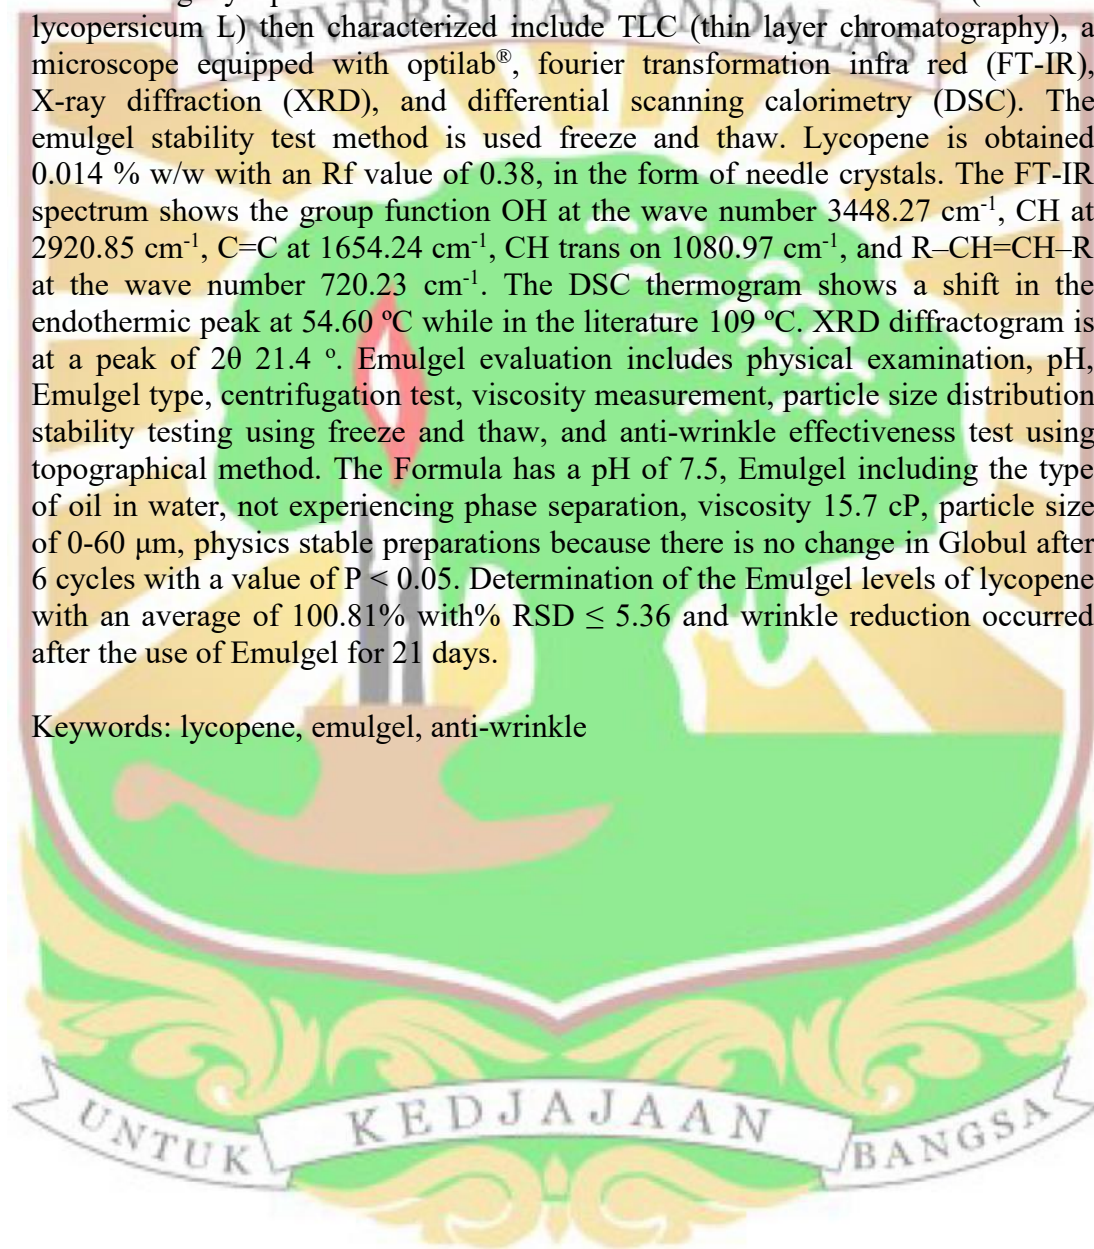 UNIVERSITAS ANDALAS
lycopersicum L) then characterized include TLC (thin layer chromatography), a
microscope equipped with optilab®, fourier transformation infra red (FT-IR),
X-ray diffraction (XRD), and differential scanning calorimetry (DSC). The
emulgel stability test method is used freeze and thaw. Lycopene is obtained
0.014 % w/w with an Rf value of 0.38, in the form of needle crystals. The FT-IR
spectrum shows the group function OH at the wave number 3448.27 cm-1, CH at
2920.85 cm-1, C=C at 1654.24 cm-1, CH trans on 1080.97 cm-1, and R–CH=CH–R
at the wave number 720.23 cm-1. The DSC thermogram shows a shift in the
endothermic peak at 54.60 ºC while in the literature 109 ºC. XRD diffractogram is
at a peak of 2θ 21.4 º. Emulgel evaluation includes physical examination, pH,
Emulgel type, centrifugation test, viscosity measurement, particle size distribution
stability testing using freeze and thaw, and anti-wrinkle effectiveness test using
topographical method. The Formula has a pH of 7.5, Emulgel including the type
of oil in water, not experiencing phase separation, viscosity 15.7 cP, particle size
of 0-60 μm, physics stable preparations because there is no change in Globul after
6 cycles with a value of P < 0.05. Determination of the Emulgel levels of lycopene
with an average of 100.81% with% RSD ≤ 5.36 and wrinkle reduction occurred
after the use of Emulgel for 21 days.
Keywords: lycopene, emulgel, anti-wrinkle
UNTUK KEDJAJAAN BANGSA